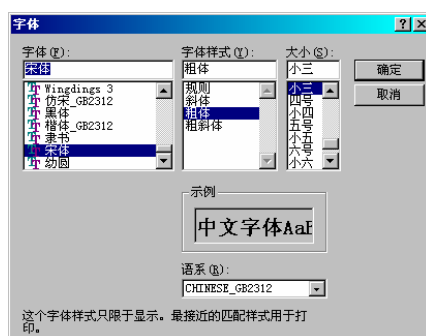 字体
字体(F):
宋体
Wingdings 3
仿宋_GB2312
黑体
楷体_GB2312
隶书
宋体
幼圆
字体样式(Y):
粗体
规则
斜体
粗体
粗斜体
大小(S):
小三
小三
四号
小四
五号
小五
六号
小六
确定
取消
示例
中文字体AaB
语系(R):
CHINESE_GB2312
这个字体样式只限于显示。最接近的匹配样式用于打
印。